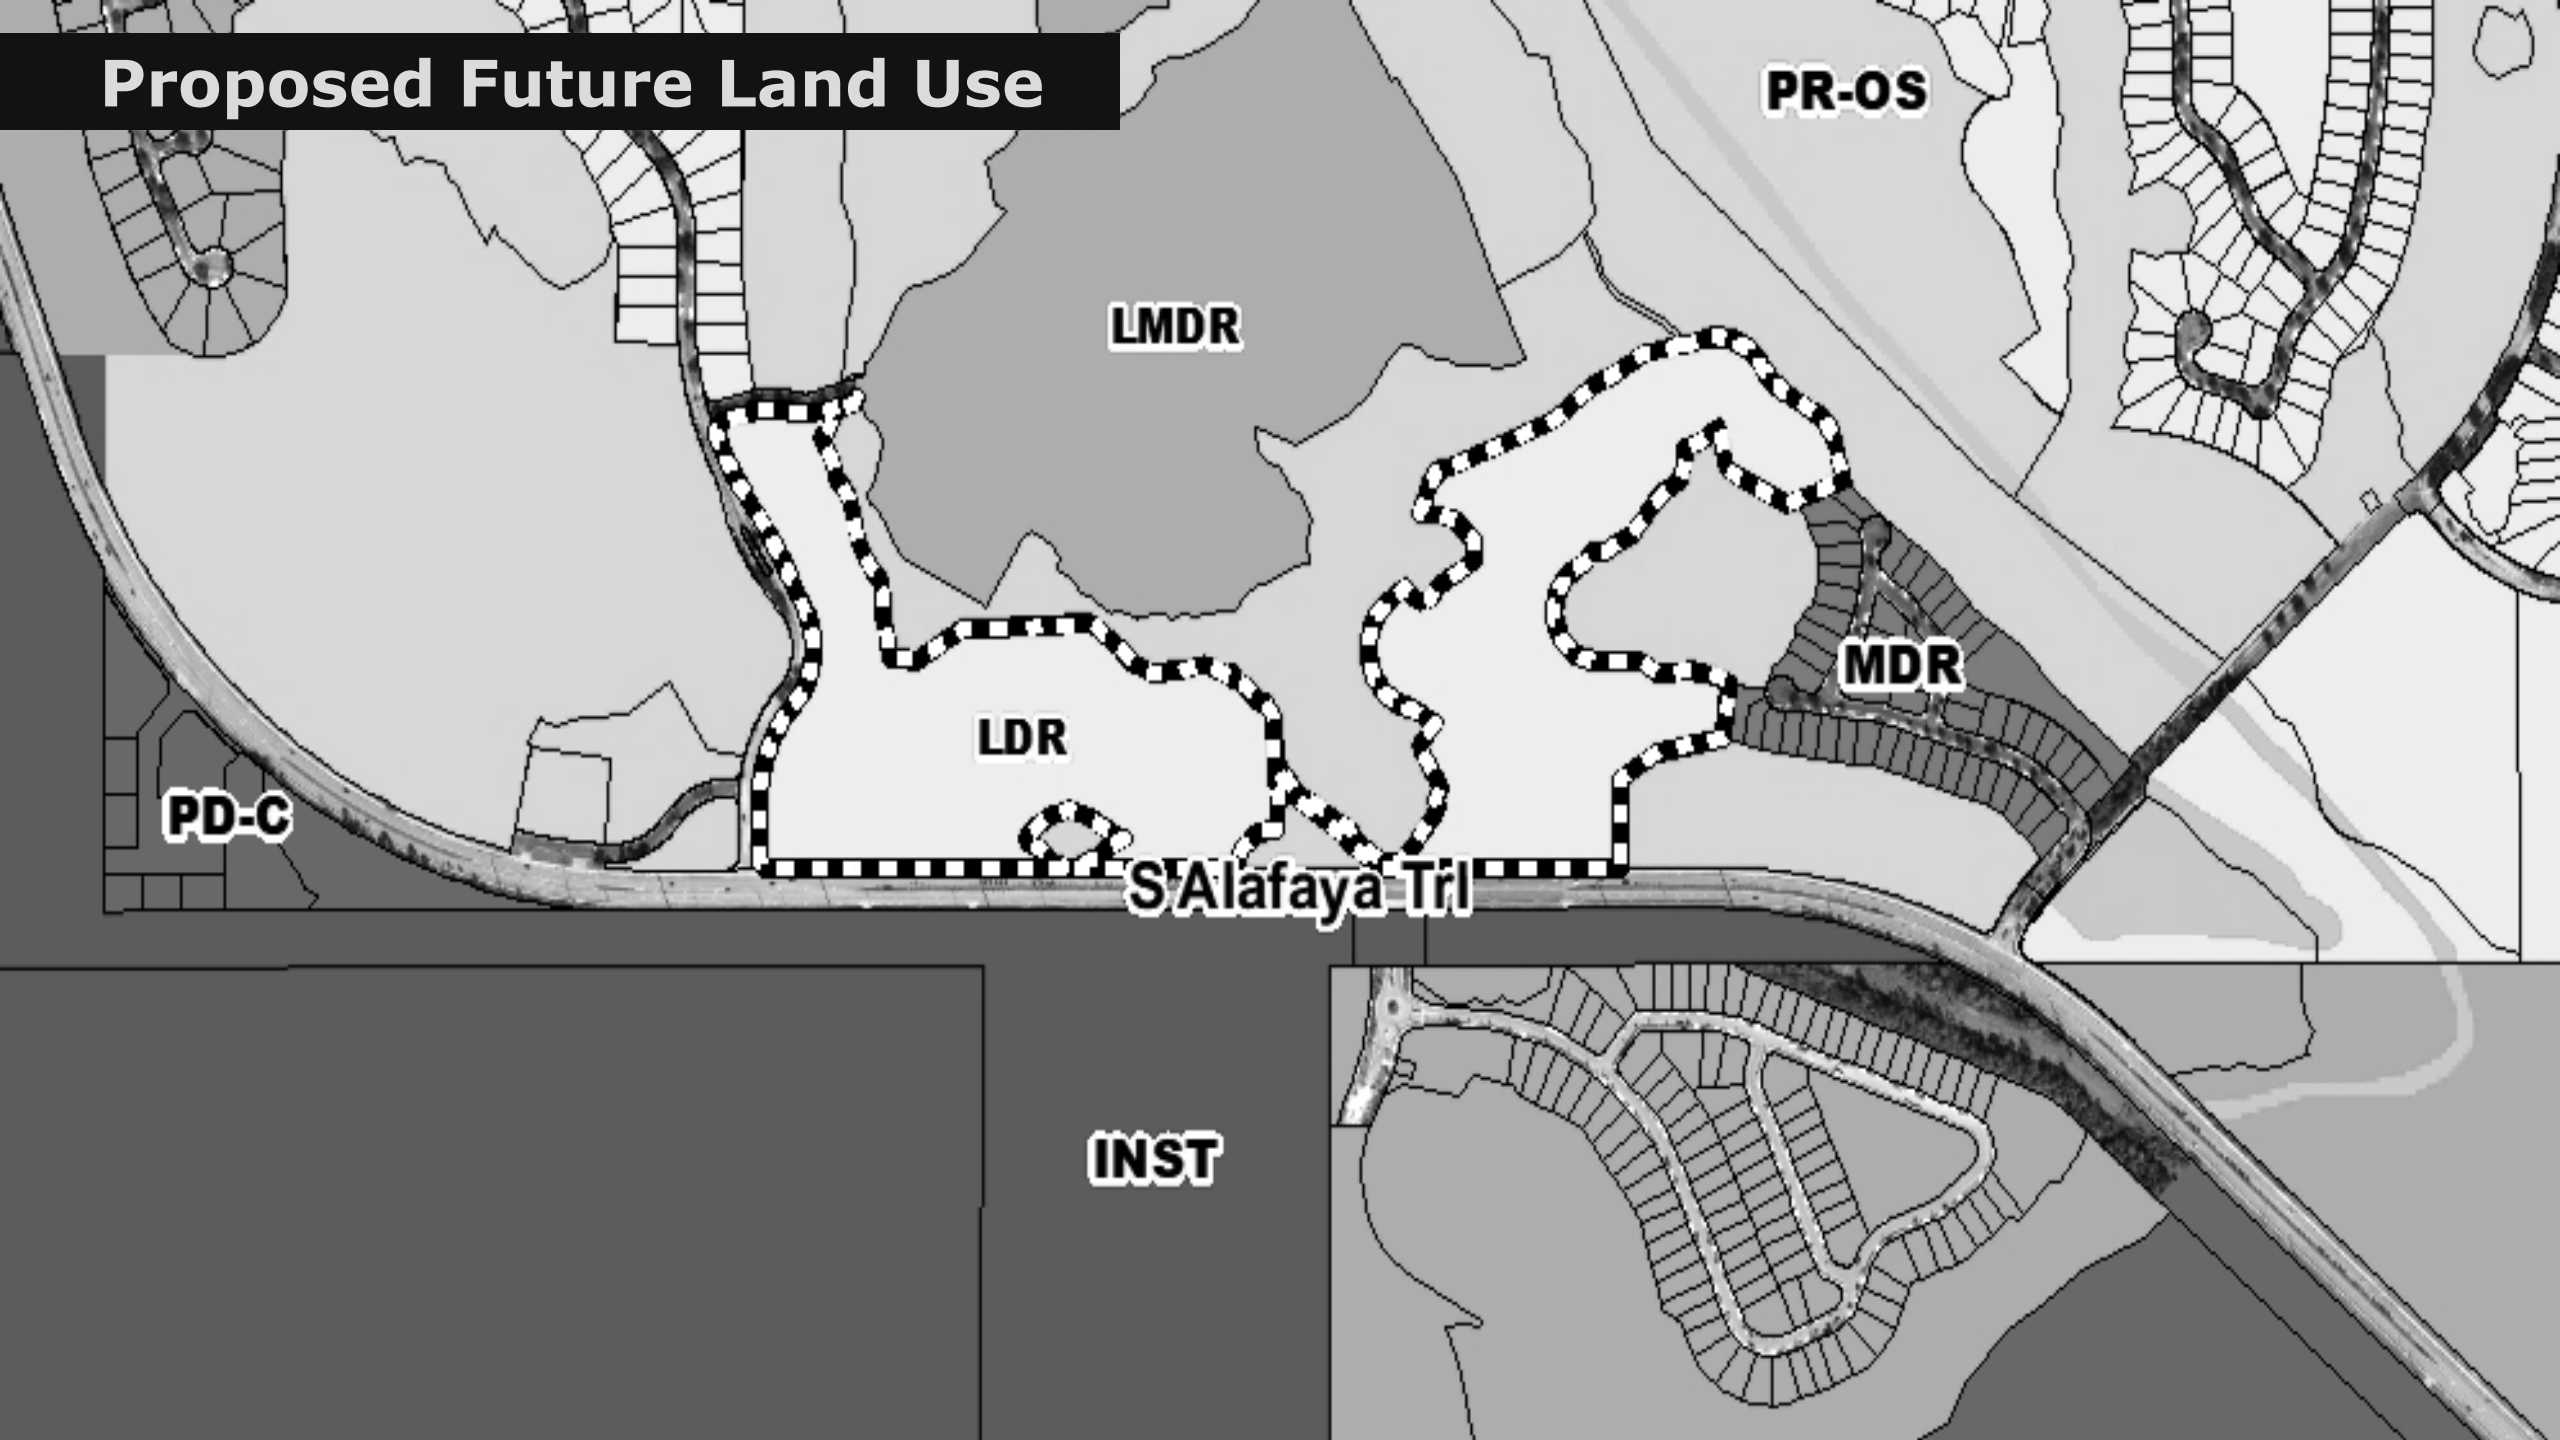 Proposed Future Land Use
PR-OS
LMDR
MDR
LDR
PD-C
S Alafaya Trl
INST